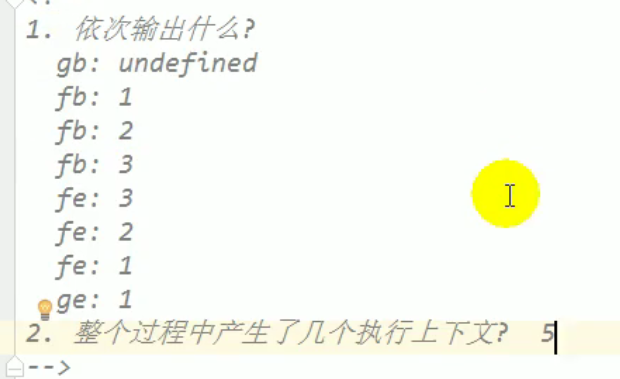 1. 依次输出什么?
gb: undefined
fb: 1
fb: 2
fb: 3
fe: 3
fe: 2
fe: 1
ge: 1
2. 整个过程中产生了几个执行上下文? 5
-->